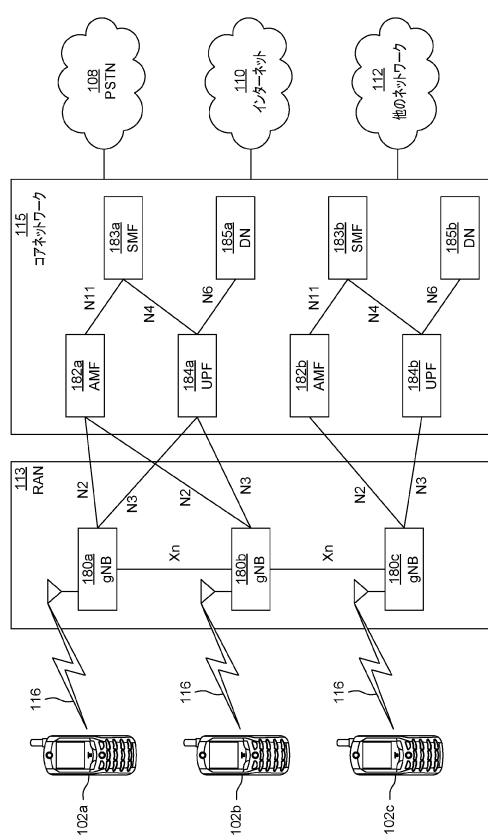 108
PSTN
110
インターネット
112
他のネットワーク
115
コアネットワーク
183a
SMF
185a
DN
183b
SMF
185b
DN
N11
N4
N6
N11
N4
N6
182a
AMF
184a
UPF
182b
AMF
184b
UPF
113
RAN
N2
N3
N2
N3
N2
N3
180a
gNB
Xn
180b
gNB
Xn
180c
gNB
116
116
116
102a
102b
102c